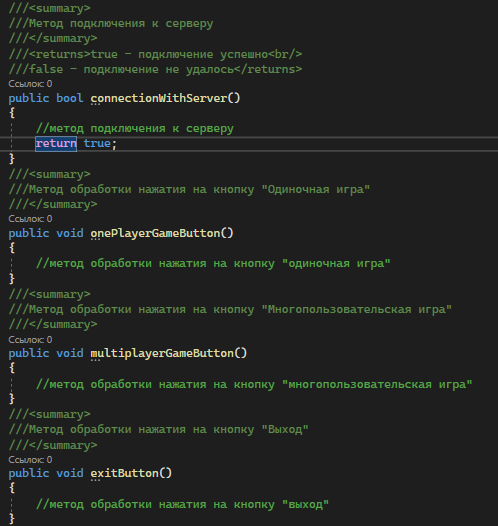 ///<summary>
///Метод подключения к серверу
///</summary>
///<returns>true - подключение успешно<br/>
///false - подключение не удалось</returns>
Ссылок: 0
public bool connectionWithServer()
{
//метод подключения к серверу
return true;
}
///<summary>
///Метод обработки нажатия на кнопку "Одиночная игра"
///</summary>
Ссылок: 0
public void onePlayerGameButton()
{
//метод обработки нажатия на кнопку "одиночная игра"
}
///<summary>
///Метод обработки нажатия на кнопку "Многопользовательская игра"
///</summary>
Ссылок: 0
public void multiplayerGameButton()
{
//метод обработки нажатия на кнопку "многопользовательская игра"
}
///<summary>
///Метод обработки нажатия на кнопку "Выход"
///</summary>
Ссылок: 0
public void exitButton()
{
//метод обработки нажатия на кнопку "выход"
}